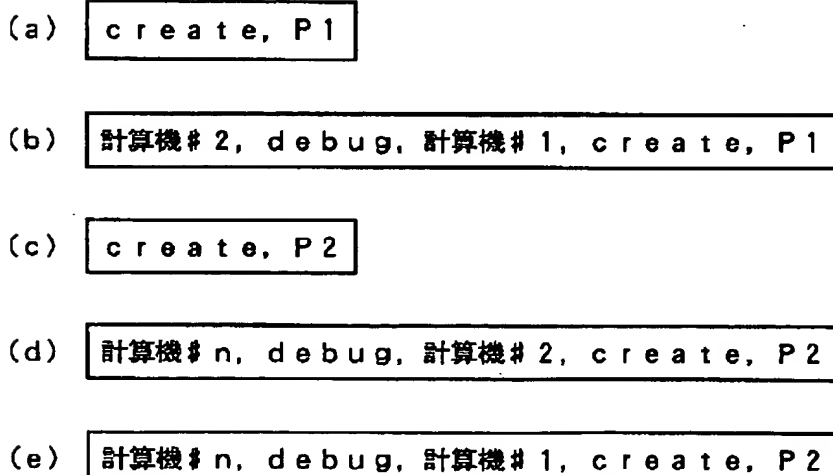 (a) create, P1
(b) 計算機#2, debug, 計算機#1, create, P1
(c) create, P2
(d) 計算機#n, debug, 計算機#2, create, P2
(e) 計算機#n, debug, 計算機#1, create, P2